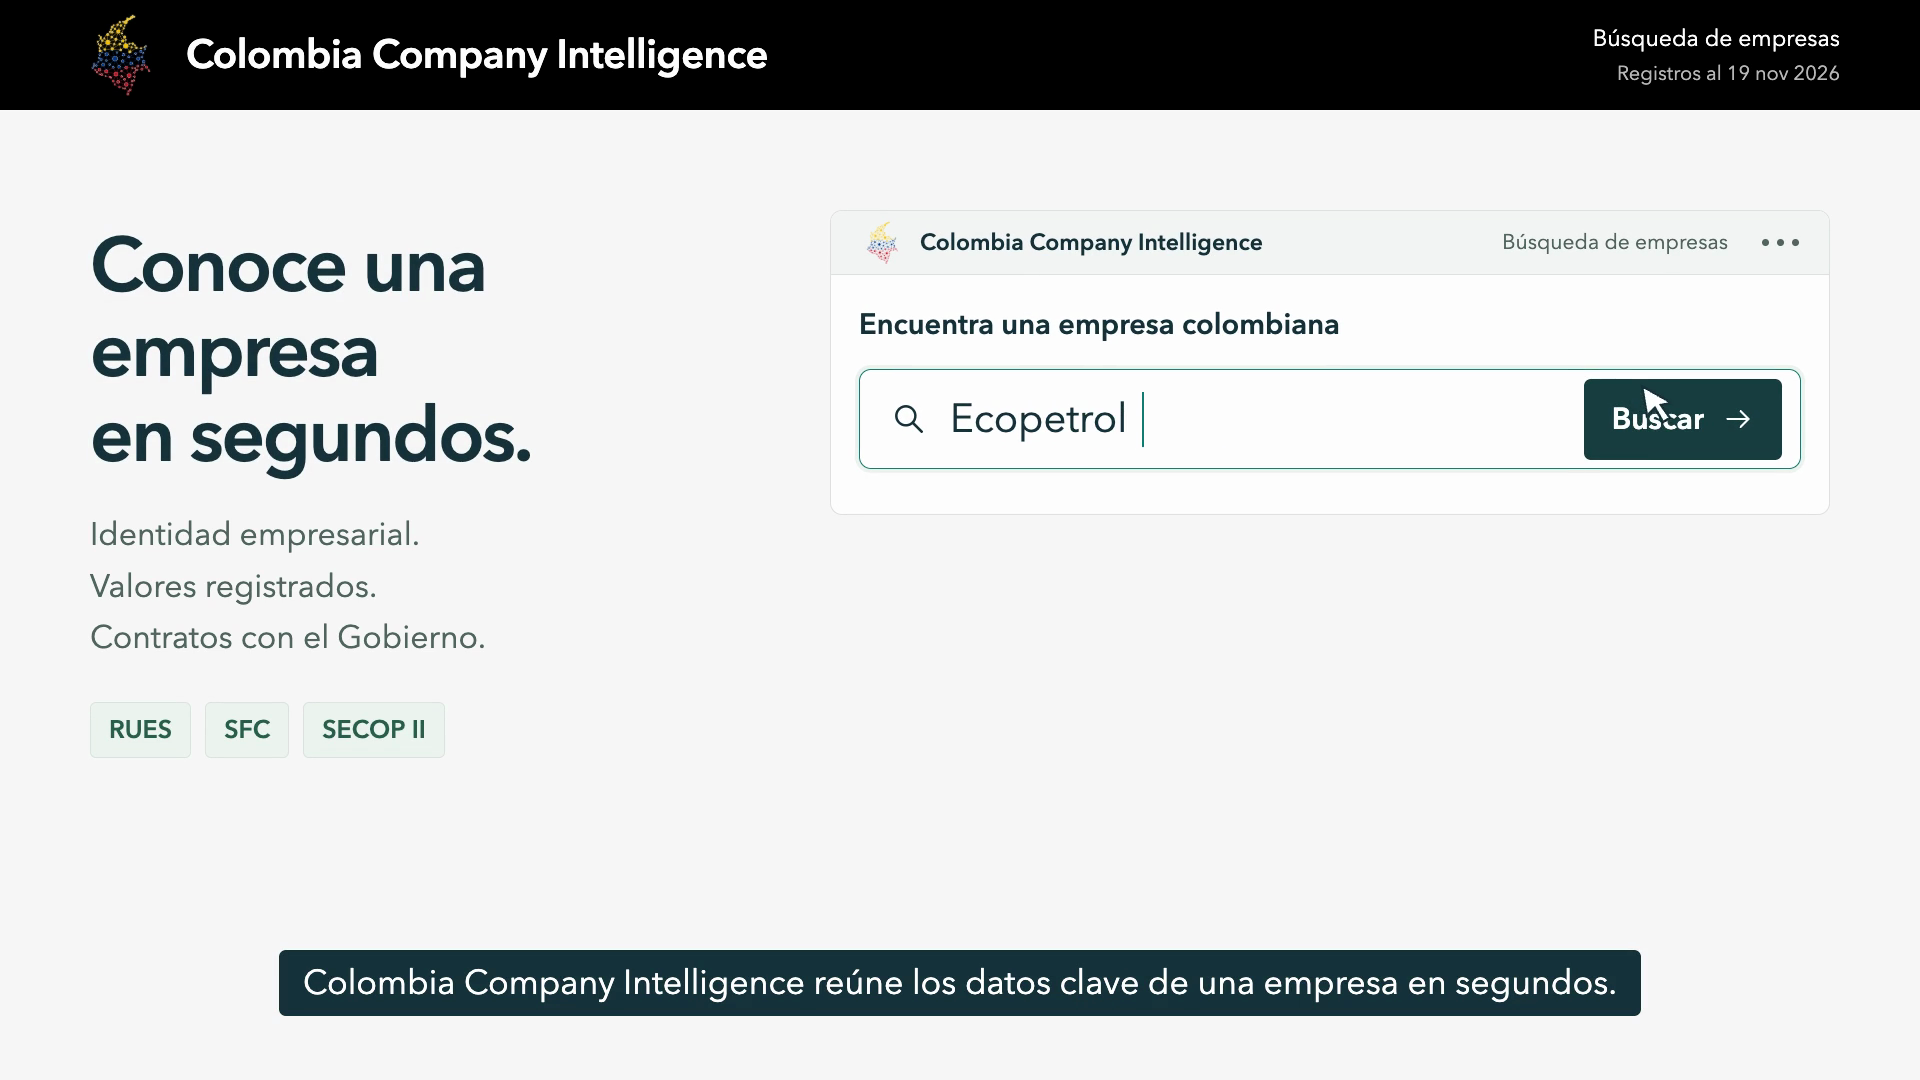 Colombia Company Intelligence
Búsqueda de empresas
Registros al 19 nov 2026
Conoce una
empresa
en segundos.
Identidad empresarial.
Valores registrados.
Contratos con el Gobierno.
RUES
SFC
SECOP II
Colombia Company Intelligence
Búsqueda de empresas
Encuentra una empresa colombiana
Ecopetrol
Buscar
Colombia Company Intelligence reúne los datos clave de una empresa en segundos.